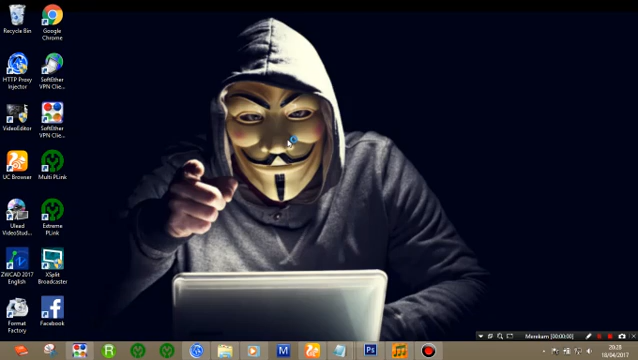 Recycle Bin
Google Chrome
HTTP Proxy Injector
SoftEther VPN Clie...
VideoEditor
SoftEther VPN Clie...
UC Browser
Multi PLink
Ulead VideoStud...
Extreme PLink
ZWCAD 2017 English
XSplit Broadcaster
Format Factory
Facebook
Merekam [00:00:00]
20:28
18/04/2017